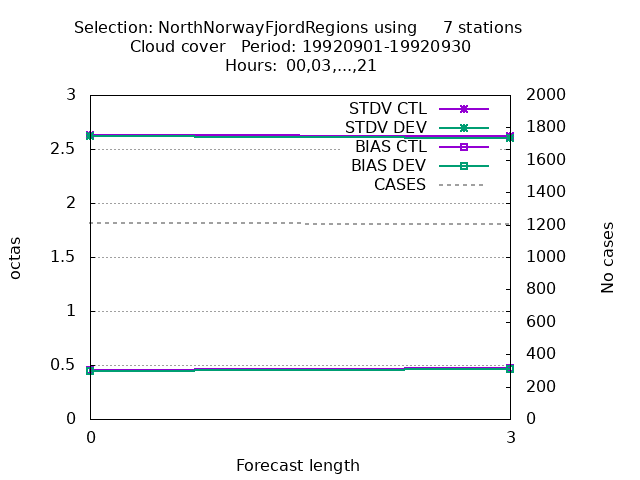 Selection: NorthNorwayFjordRegions using     7 stations
Cloud cover   Period: 19920901-19920930
Hours:  00,03,...,21
3
2.5
2
1.5
1
0.5
0
2000
1800
1600
1400
1200
1000
800
600
400
200
0
STDV CTL
STDV DEV
BIAS CTL
BIAS DEV
CASES
octas
No cases
0
3
Forecast length